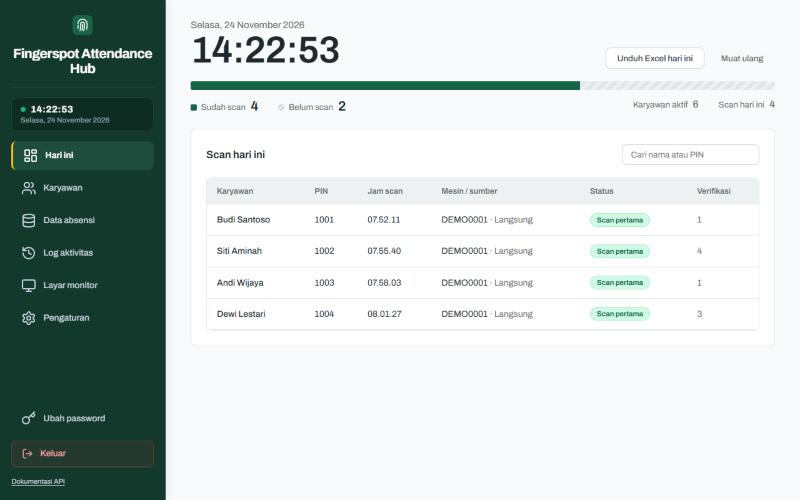 Fingerspot Attendance
Hub
14:22:53
Selasa, 24 November 2026
Hari ini
Karyawan
Data absensi
Log aktivitas
Layar monitor
Pengaturan
Ubah password
Keluar
Dokumentasi API
Selasa, 24 November 2026
14:22:53
Unduh Excel hari ini
Muat ulang
Sudah scan 4
Belum scan 2
Karyawan aktif 6
Scan hari ini 4
Scan hari ini
Cari nama atau PIN
Karyawan PIN Jam scan Mesin / sumber Status Verifikasi
Budi Santoso 1001 07.52.11 DEMO0001 · Langsung Scan pertama 1
Siti Aminah 1002 07.55.40 DEMO0001 · Langsung Scan pertama 4
Andi Wijaya 1003 07.58.03 DEMO0001 · Langsung Scan pertama 1
Dewi Lestari 1004 08.01.27 DEMO0001 · Langsung Scan pertama 3